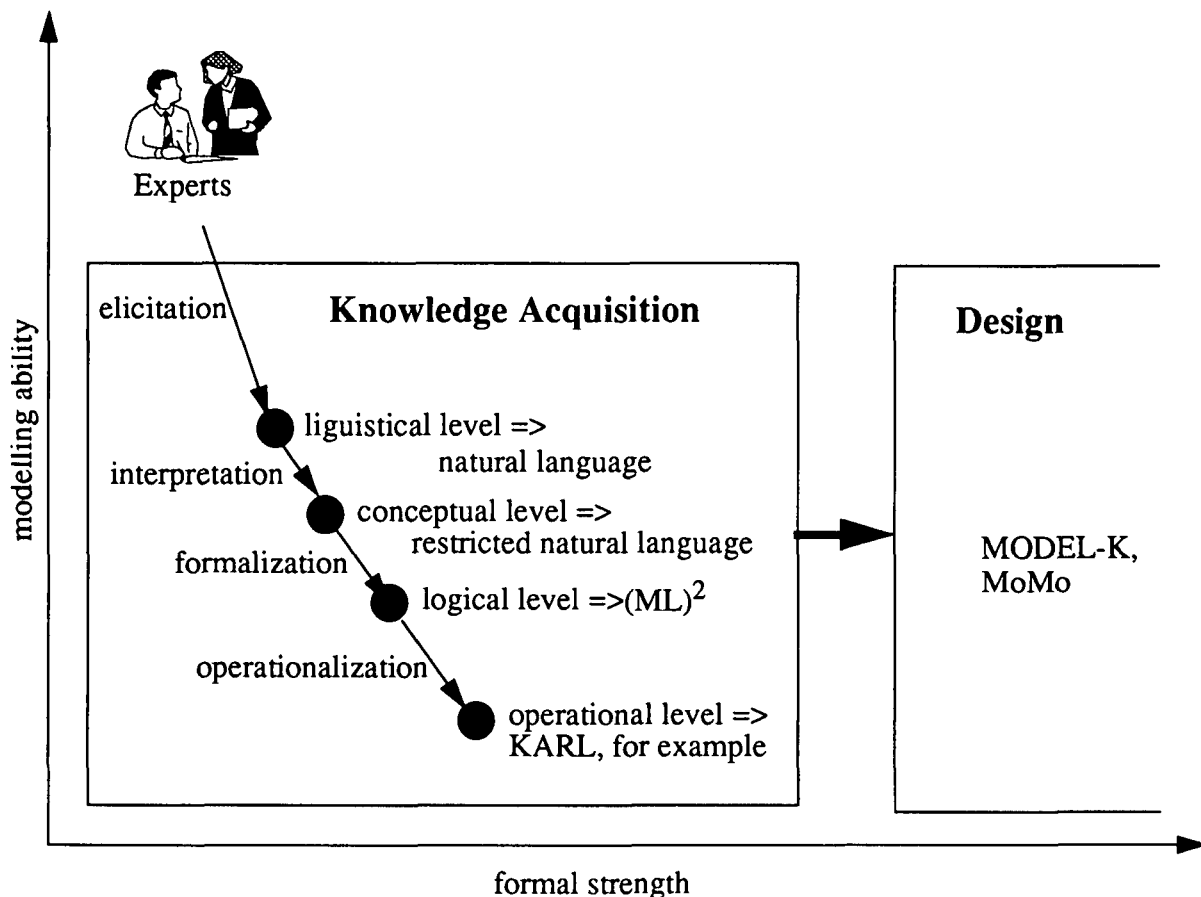 Experts
elicitation
Knowledge Acquisition
Design
modelling ability
liguistical level =>
natural language
interpretation
conceptual level =>
restricted natural language
formalization
logical level =>(ML)²
operationalization
operational level =>
KARL, for example
MODEL-K,
MoMo
formal strength